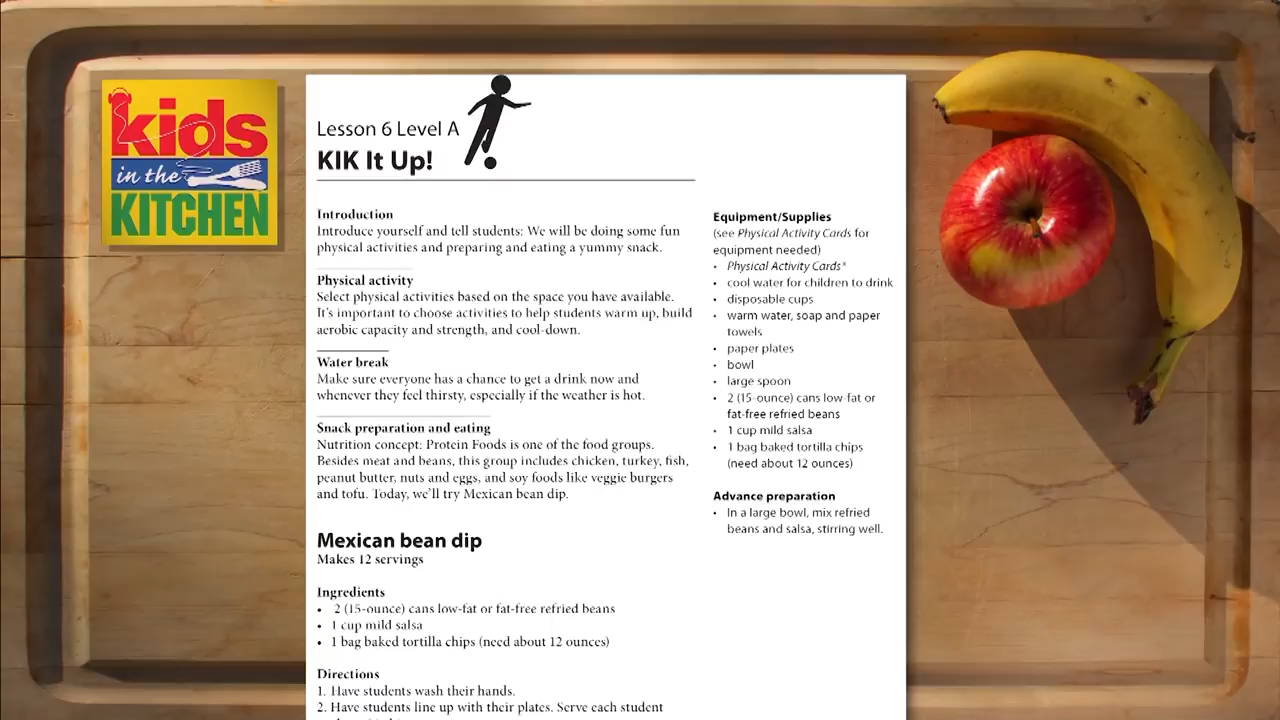 kids
in the
KITCHEN
Lesson 6 Level A
KIK It Up!
Introduction
Introduce yourself and tell students: We will be doing some fun
physical activities and preparing and eating a yummy snack.
Physical activity
Select physical activities based on the space you have available.
It's important to choose activities to help students warm up, build
aerobic capacity and strength, and cool-down.
Water break
Make sure everyone has a chance to get a drink now and
whenever they feel thirsty, especially if the weather is hot.
Snack preparation and eating
Nutrition concept: Protein Foods is one of the food groups.
Besides meat and beans, this group includes chicken, turkey, fish,
peanut butter, nuts and eggs, and soy foods like veggie burgers
and tofu. Today, we'll try Mexican bean dip.
Mexican bean dip
Makes 12 servings
Ingredients
• 2 (15-ounce) cans low-fat or fat-free refried beans
• 1 cup mild salsa
• 1 bag baked tortilla chips (need about 12 ounces)
Directions
1. Have students wash their hands.
2. Have students line up with their plates. Serve each student
Equipment/Supplies
(see Physical Activity Cards for
equipment needed)
• Physical Activity Cards*
• cool water for children to drink
• disposable cups
• warm water, soap and paper
towels
• paper plates
• bowl
• large spoon
• 2 (15-ounce) cans low-fat or
fat-free refried beans
• 1 cup mild salsa
• 1 bag baked tortilla chips
(need about 12 ounces)
Advance preparation
• In a large bowl, mix refried
beans and salsa, stirring well.